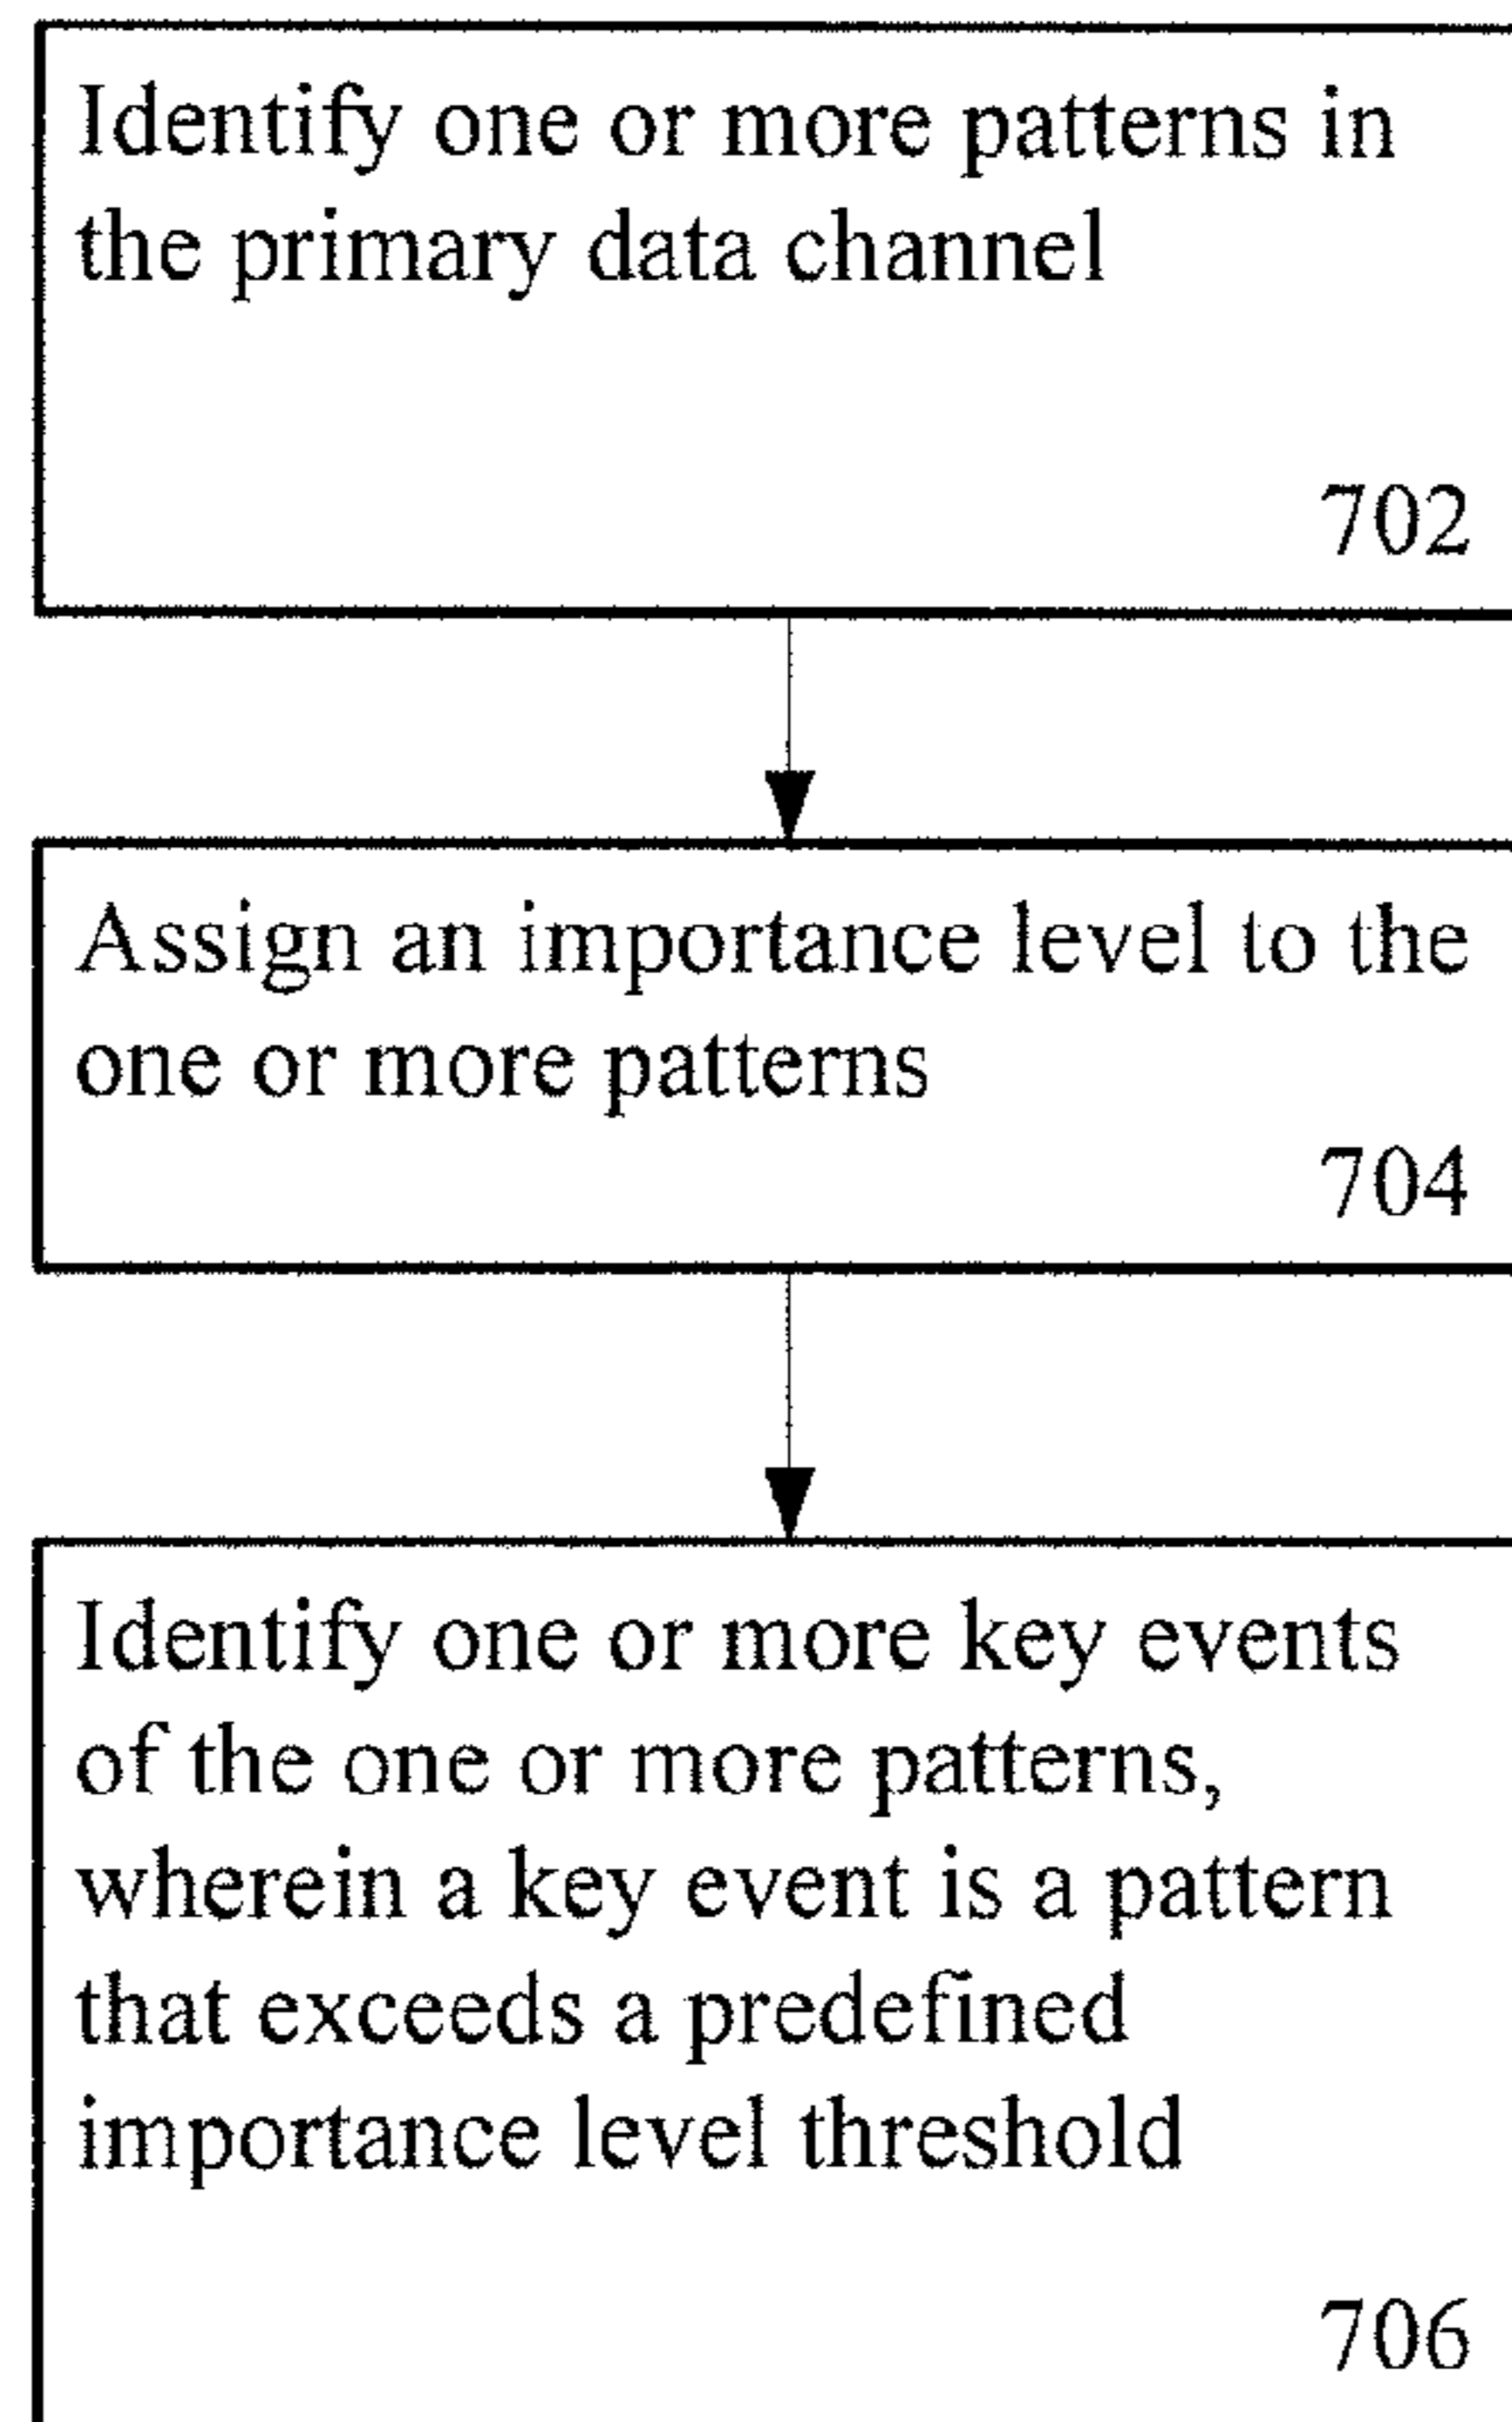 Identify one or more patterns in
the primary data channel
702
Assign an importance level to the
one or more patterns
704
Identify one or more key events
of the one or more patterns,
wherein a key event is a pattern
that exceeds a predefined
importance level threshold
706